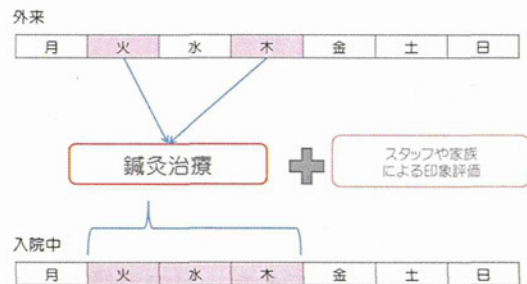 外来
月 火 水 木 金 土 日
鍼灸治療
スタッフや家族
による印象評価
入院中
月 火 水 木 金 土 日